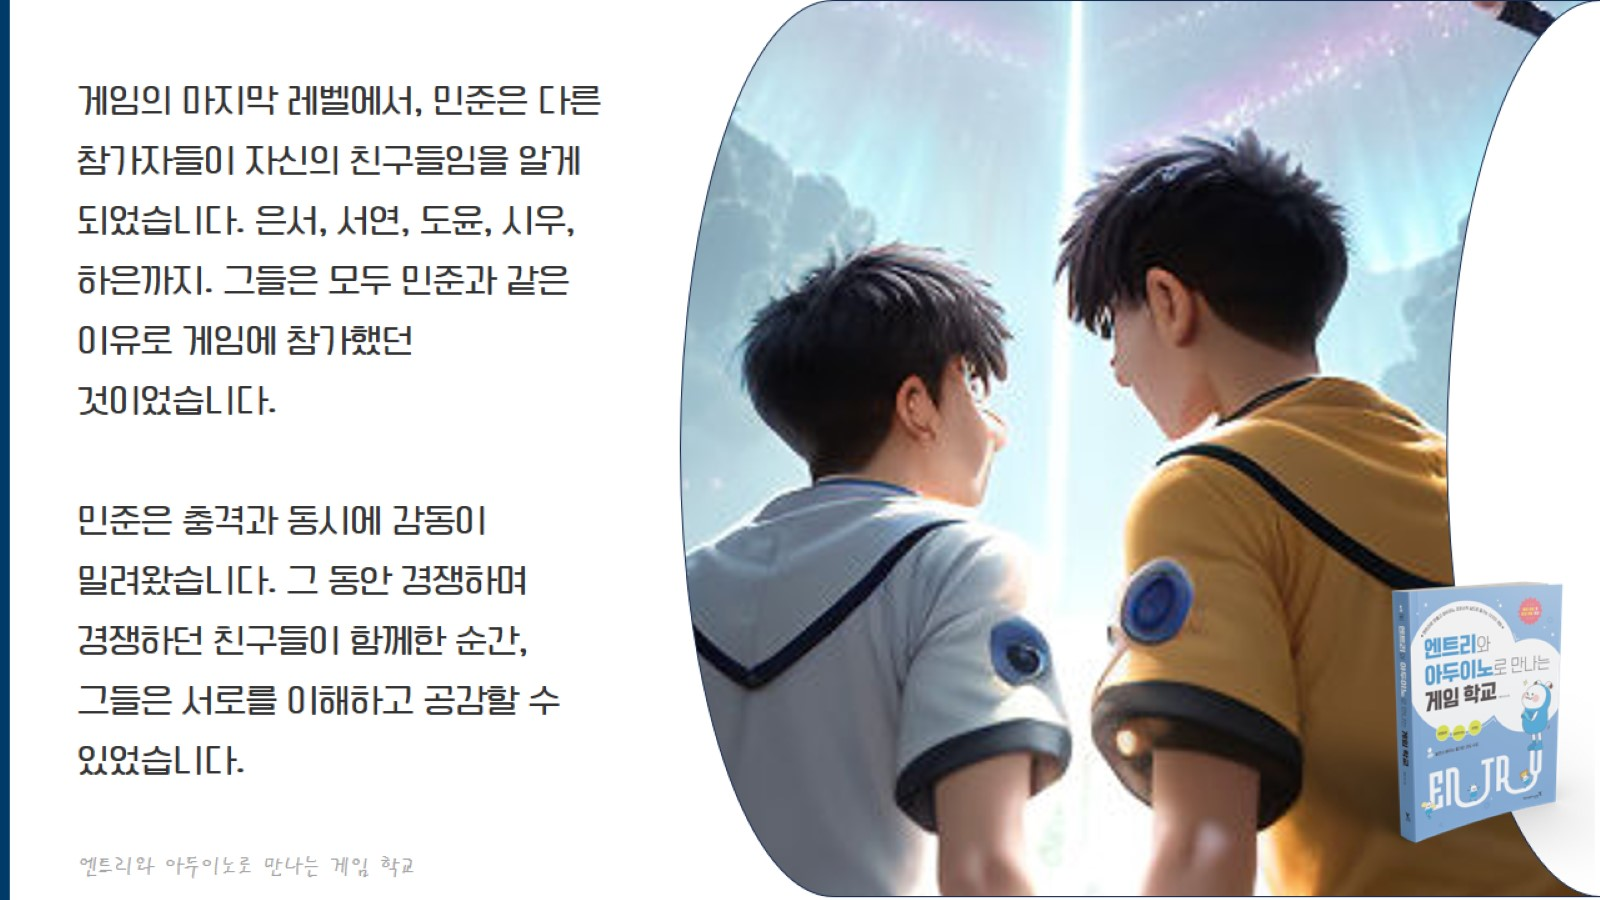 게임의 마지막 레벨에서, 민준은 다른
참가자들이 자신의 친구들임을 알게
되었습니다. 은서, 서연, 도윤, 시우,
하은까지. 그들은 모두 민준과 같은
이유로 게임에 참가했던
것이었습니다.
민준은 충격과 동시에 감동이
밀려왔습니다. 그 동안 경쟁하며
경쟁하던 친구들이 함께한 순간,
그들은 서로를 이해하고 공감할 수
있었습니다.
엔트리와 아두이노로 만나는 게임 학교
엔트리와
아두이노로 만나는
게임 학교
ENTRY